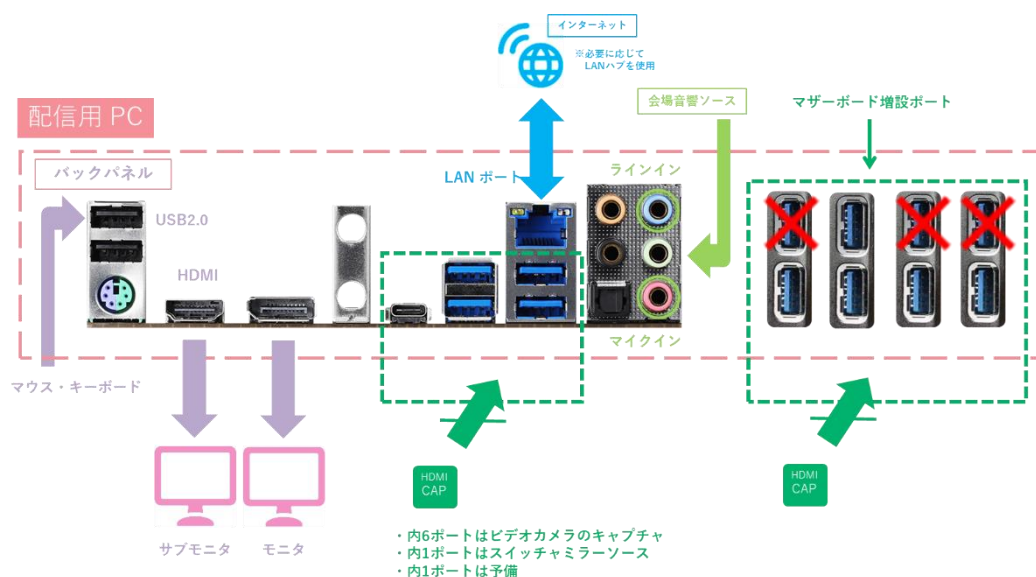 インターネット
※必要に応じて
LANハブを使用
配信用 PC
会場音響ソース
マザーボード増設ポート
バックパネル
LAN ポート
ラインイン
USB2.0
HDMI
マイクイン
マウス・キーボード
HDMI
CAP
HDMI
CAP
サブモニタ
モニタ
・内6ポートはビデオカメラのキャプチャ
・内1ポートはスイッチャミラーソース
・内1ポートは予備